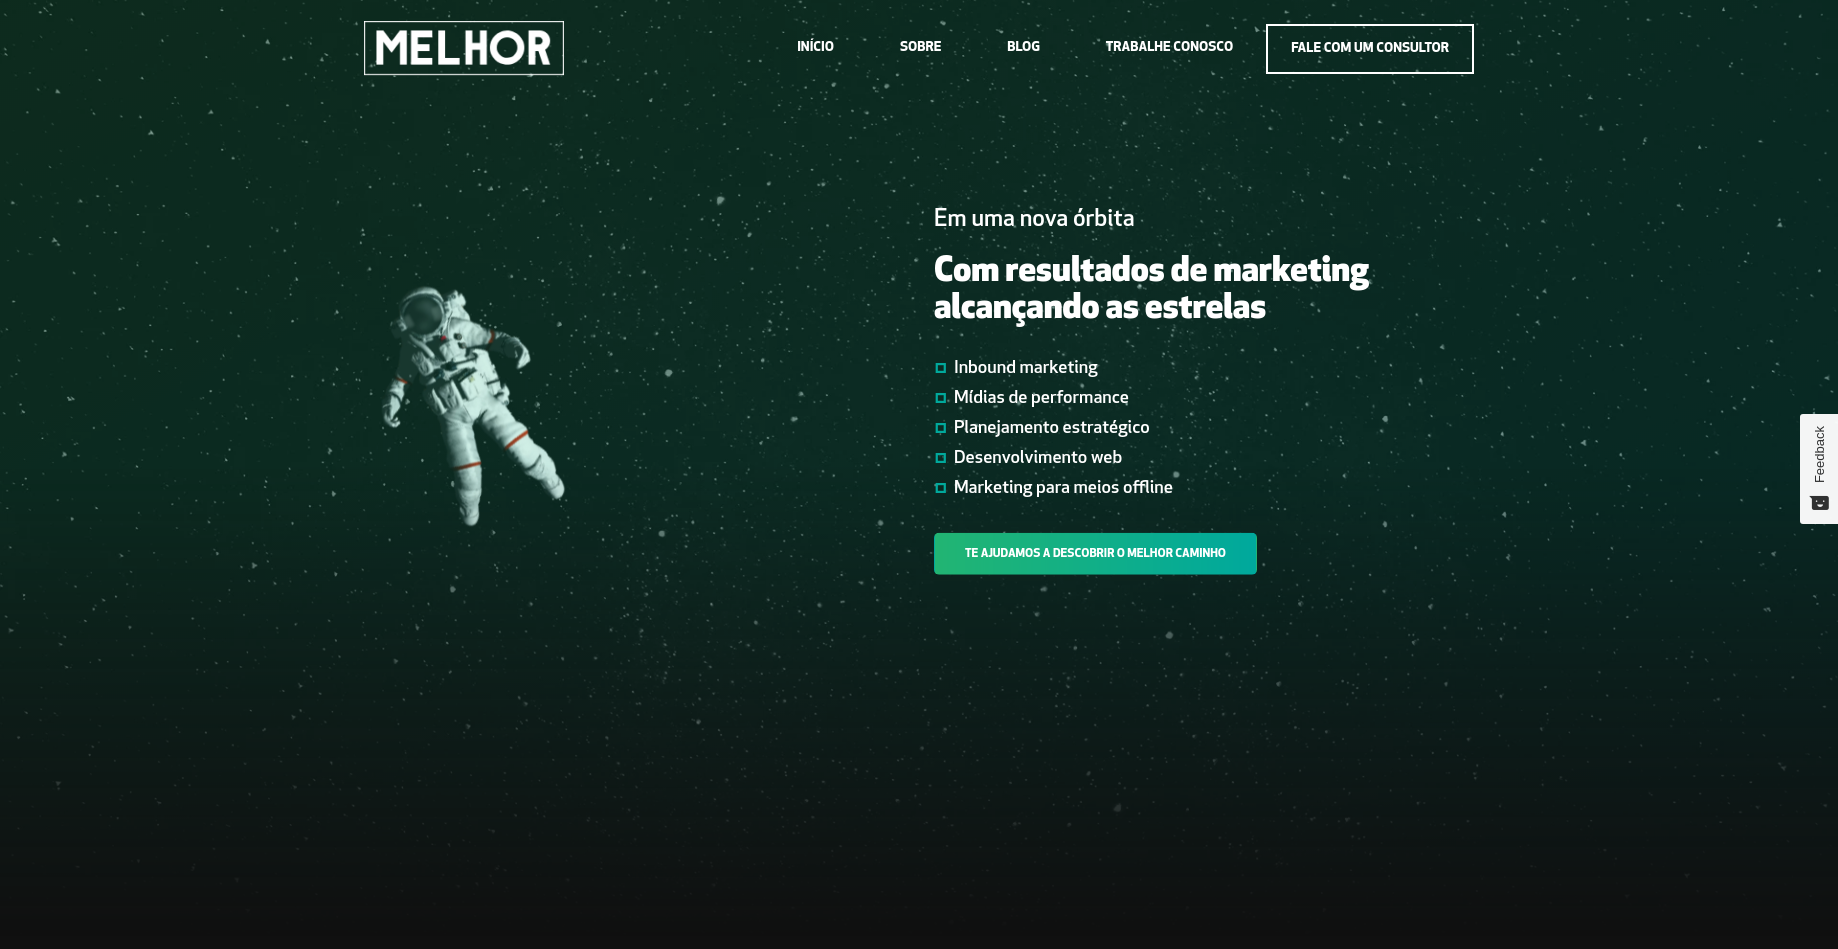 MELHOR
INÍCIO
SOBRE
BLOG
TRABALHE CONOSCO
FALE COM UM CONSULTOR
Em uma nova órbita
Com resultados de marketing
alcançando as estrelas
Inbound marketing
Mídias de performance
Planejamento estratégico
Desenvolvimento web
Marketing para meios offline
TE AJUDAMOS A DESCOBRIR O MELHOR CAMINHO
Feedback